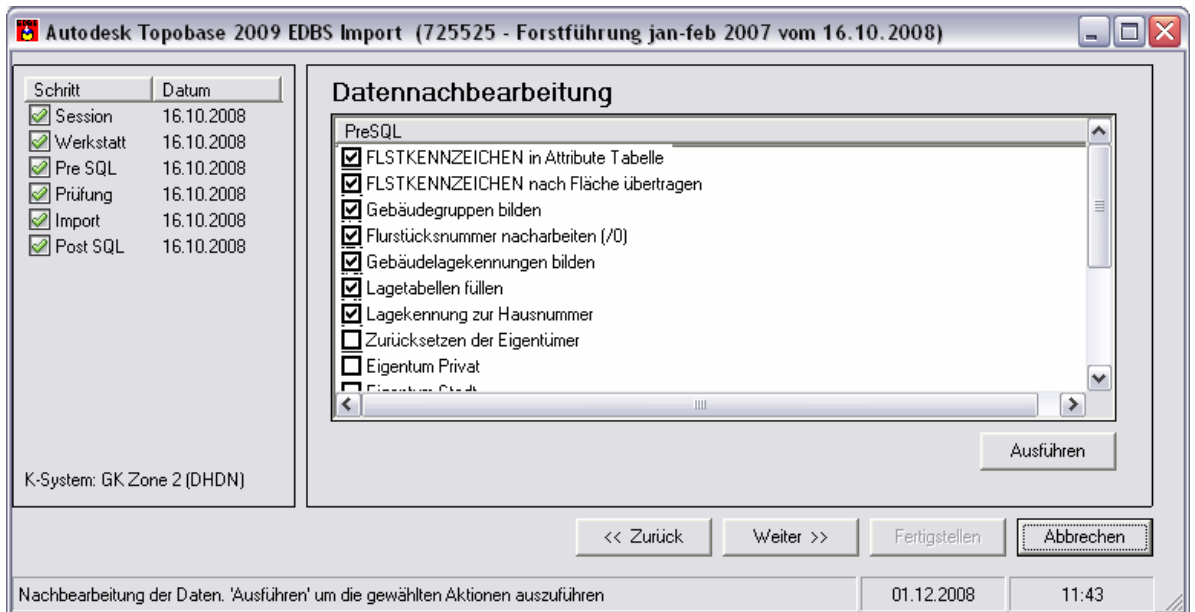 Autodesk Topobase 2009 EDBS Import (725525 - Forstführung jan-feb 2007 vom 16.10.2008)
Schritt Datum
Session 16.10.2008
Werkstatt 16.10.2008
Pre SQL 16.10.2008
Prüfung 16.10.2008
Import 16.10.2008
Post SQL 16.10.2008
K-System: GK Zone 2 (DHDN)
Datennachbearbeitung
PreSQL
FLSTKENNZEICHEN in Attribute Tabelle
FLSTKENNZEICHEN nach Fläche übertragen
Gebäudegruppen bilden
Flurstücksnummer nacharbeiten (/0)
Gebäudelagekennungen bilden
Lagetabellen füllen
Lagekennung zur Hausnummer
Zurücksetzen der Eigentümer
Eigentum Privat
Eigentum Stadt
Ausführen
<< Zurück Weiter >> Fertigstellen Abbrechen
Nachbearbeitung der Daten. 'Ausführen' um die gewählten Aktionen auszuführen 01.12.2008 11:43